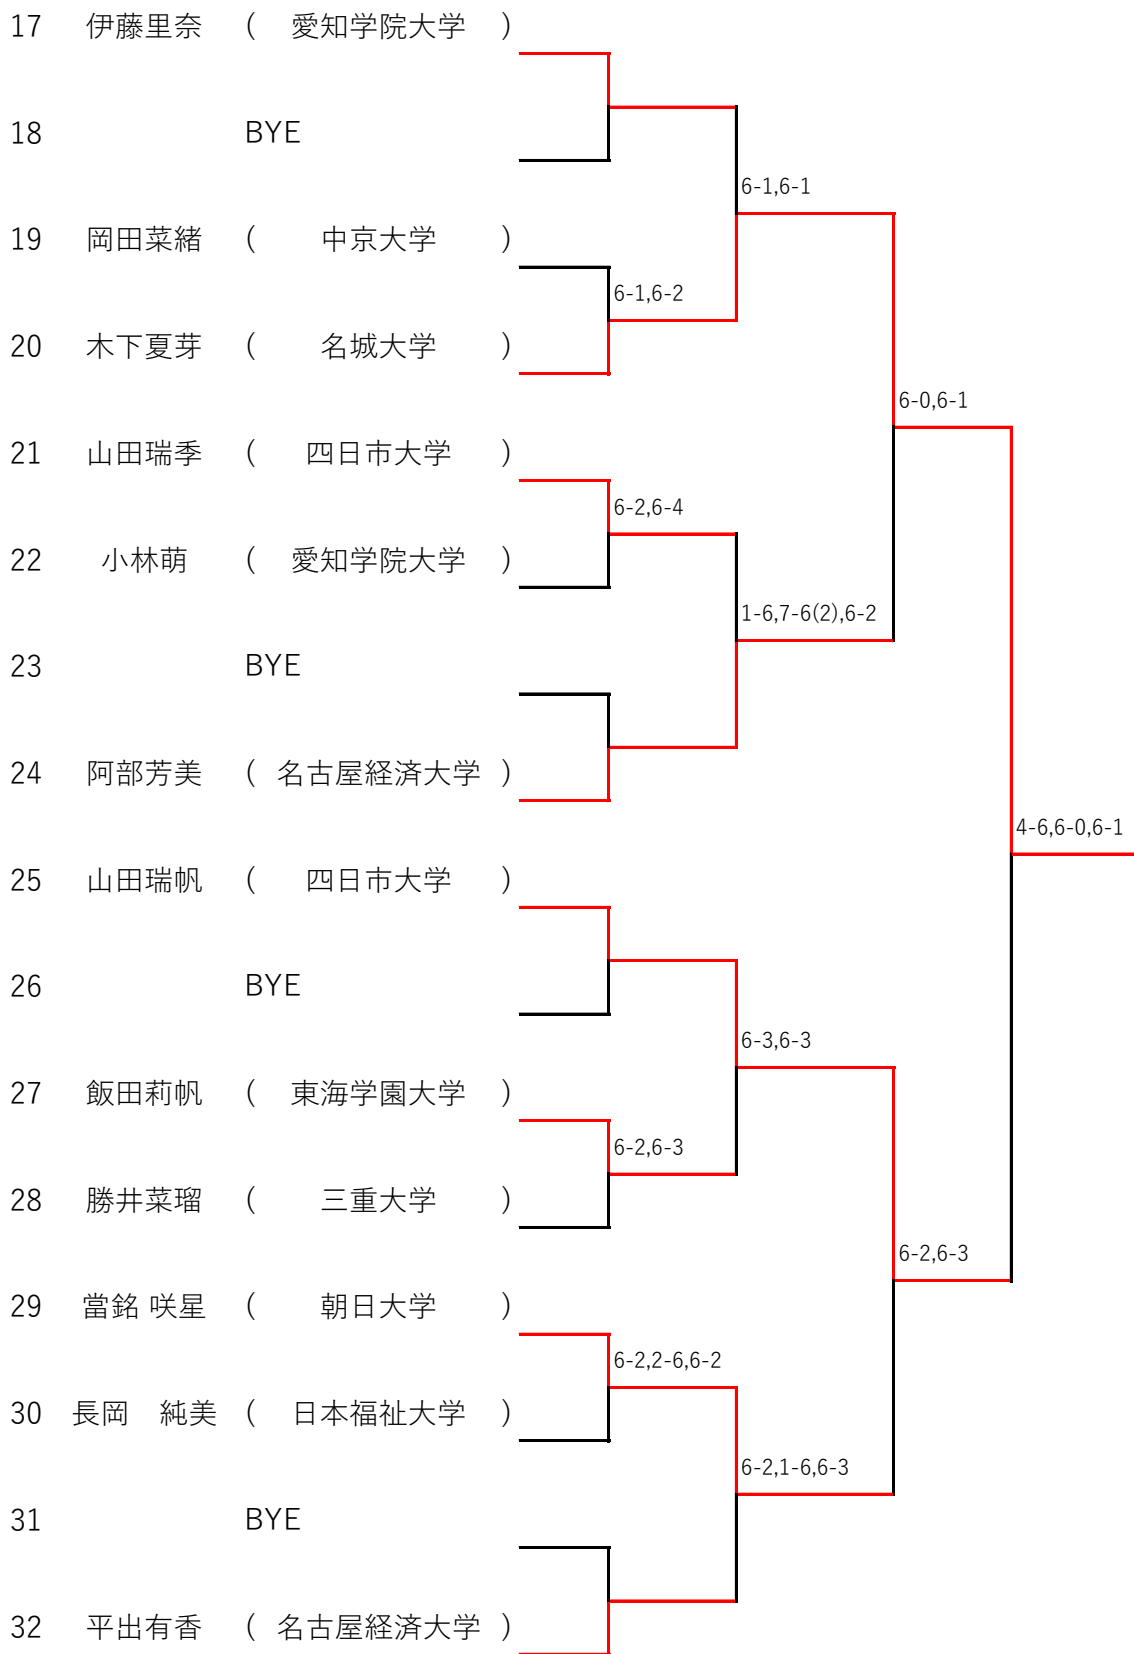 17 伊藤里奈 ( 愛知学院大学 )
18 BYE
6-1,6-1
19 岡田菜緒 ( 中京大学 )
6-1,6-2
20 木下夏芽 ( 名城大学 )
6-0,6-1
21 山田瑞季 ( 四日市大学 )
6-2,6-4
22 小林萌 ( 愛知学院大学 )
1-6,7-6(2),6-2
23 BYE
24 阿部芳美 ( 名古屋経済大学 )
4-6,6-0,6-1
25 山田瑞帆 ( 四日市大学 )
26 BYE
6-3,6-3
27 飯田莉帆 ( 東海学園大学 )
6-2,6-3
28 勝井菜瑠 ( 三重大学 )
6-2,6-3
29 當銘 咲星 ( 朝日大学 )
6-2,2-6,6-2
30 長岡　純美 ( 日本福祉大学 )
6-2,1-6,6-3
31 BYE
32 平出有香 ( 名古屋経済大学 )